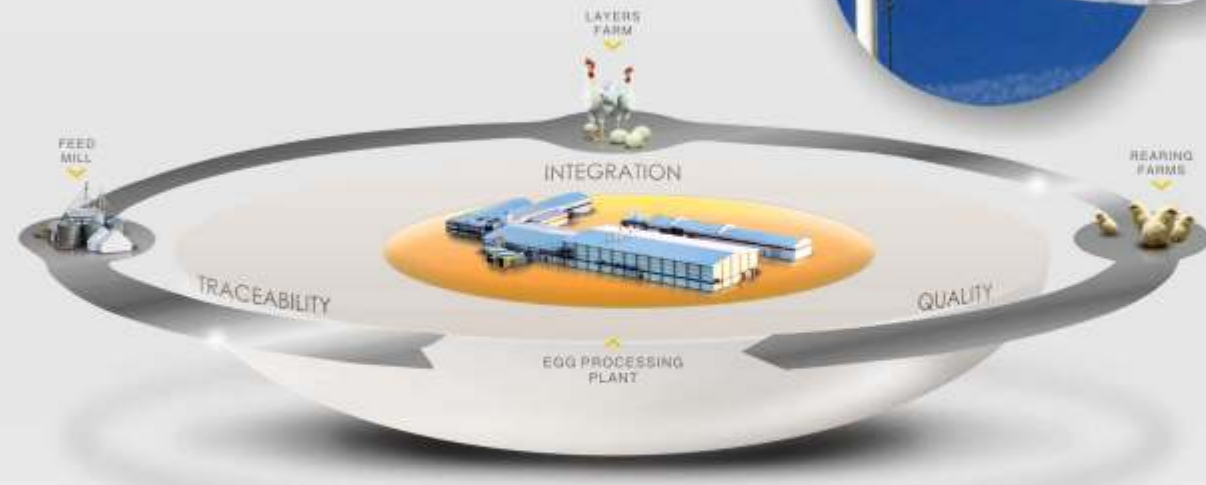 LAYERS
FARM
FEED
MILL
REARING
FARMS
INTEGRATION
TRACEABILITY
QUALITY
EGG PROCESSING
PLANT